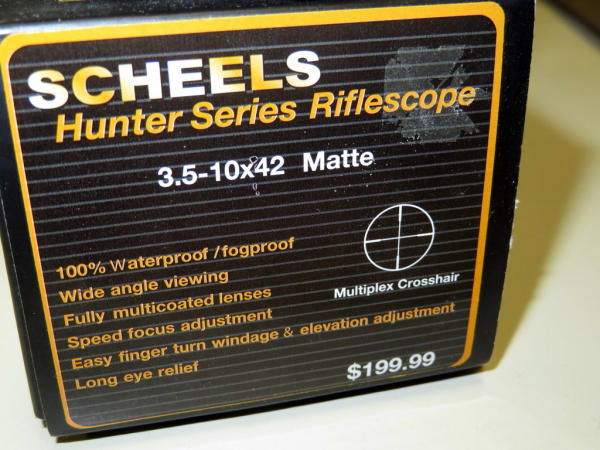 SCHEELS
Hunter Series Riflescope
3.5-10x42 Matte
100% Waterproof/fogproof
Wide angle viewing
Fully multicoated lenses
Speed focus adjustment
Easy finger turn windage & elevation adjustment
Long eye relief
Multiplex Crosshair
$199.99